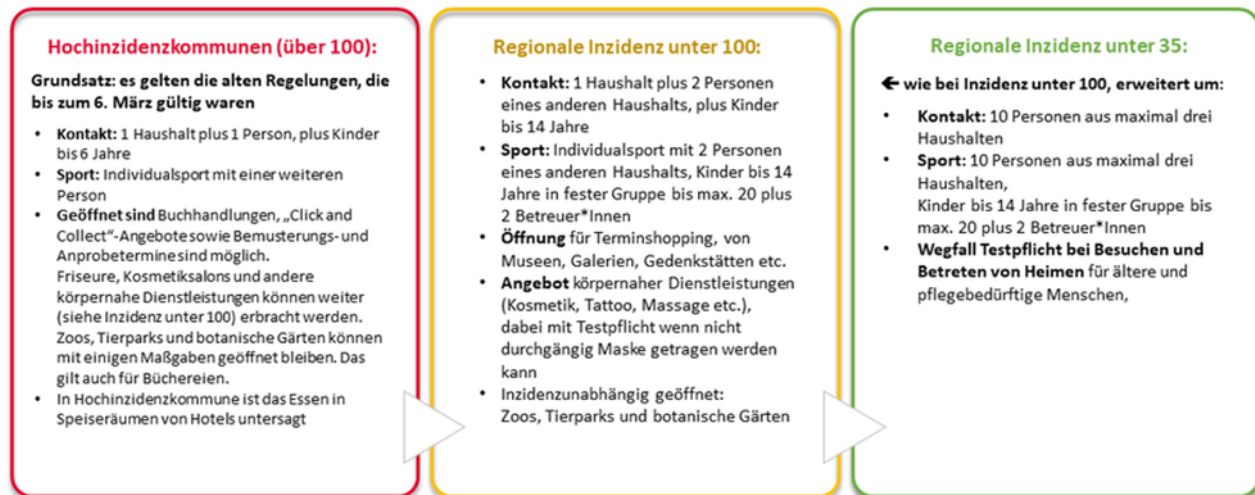 Hochinzidenzkommunen (über 100):
Grundsatz: es gelten die alten Regelungen, die
bis zum 6. März gültig waren
• Kontakt: 1 Haushalt plus 1 Person, plus Kinder
bis 6 Jahre
• Sport: Individualsport mit einer weiteren
Person
• Geöffnet sind Buchhandlungen, „Click and
Collect“-Angebote sowie Bemusterungs- und
Anprobetermine sind möglich.
Friseure, Kosmetiksalons und andere
körpernahe Dienstleistungen können weiter
(siehe Inzidenz unter 100) erbracht werden.
Zoos, Tierparks und botanische Gärten können
mit einigen Maßgaben geöffnet bleiben. Das
gilt auch für Büchereien.
• In Hochinzidenzkommune ist das Essen in
Speiseräumen von Hotels untersagt
Regionale Inzidenz unter 100:
• Kontakt: 1 Haushalt plus 2 Personen
eines anderen Haushalts, plus Kinder
bis 14 Jahre
• Sport: Individualsport mit 2 Personen
eines anderen Haushalts, Kinder bis 14
Jahre in fester Gruppe bis max. 20 plus
2 Betreuer*Innen
• Öffnung für Terminshopping, von
Museen, Galerien, Gedenkstätten etc.
• Angebot körpernaher Dienstleistungen
(Kosmetik, Tattoo, Massage etc.),
dabei mit Testpflicht wenn nicht
durchgängig Maske getragen werden
kann
• Inzidenzunabhängig geöffnet:
Zoos, Tierparks und botanische Gärten
Regionale Inzidenz unter 35:
← wie bei Inzidenz unter 100, erweitert um:
• Kontakt: 10 Personen aus maximal drei
Haushalten
• Sport: 10 Personen aus maximal drei
Haushalten,
Kinder bis 14 Jahre in fester Gruppe bis
max. 20 plus 2 Betreuer*Innen
• Wegfall Testpflicht bei Besuchen und
Betreten von Heimen für ältere und
pflegebedürftige Menschen,